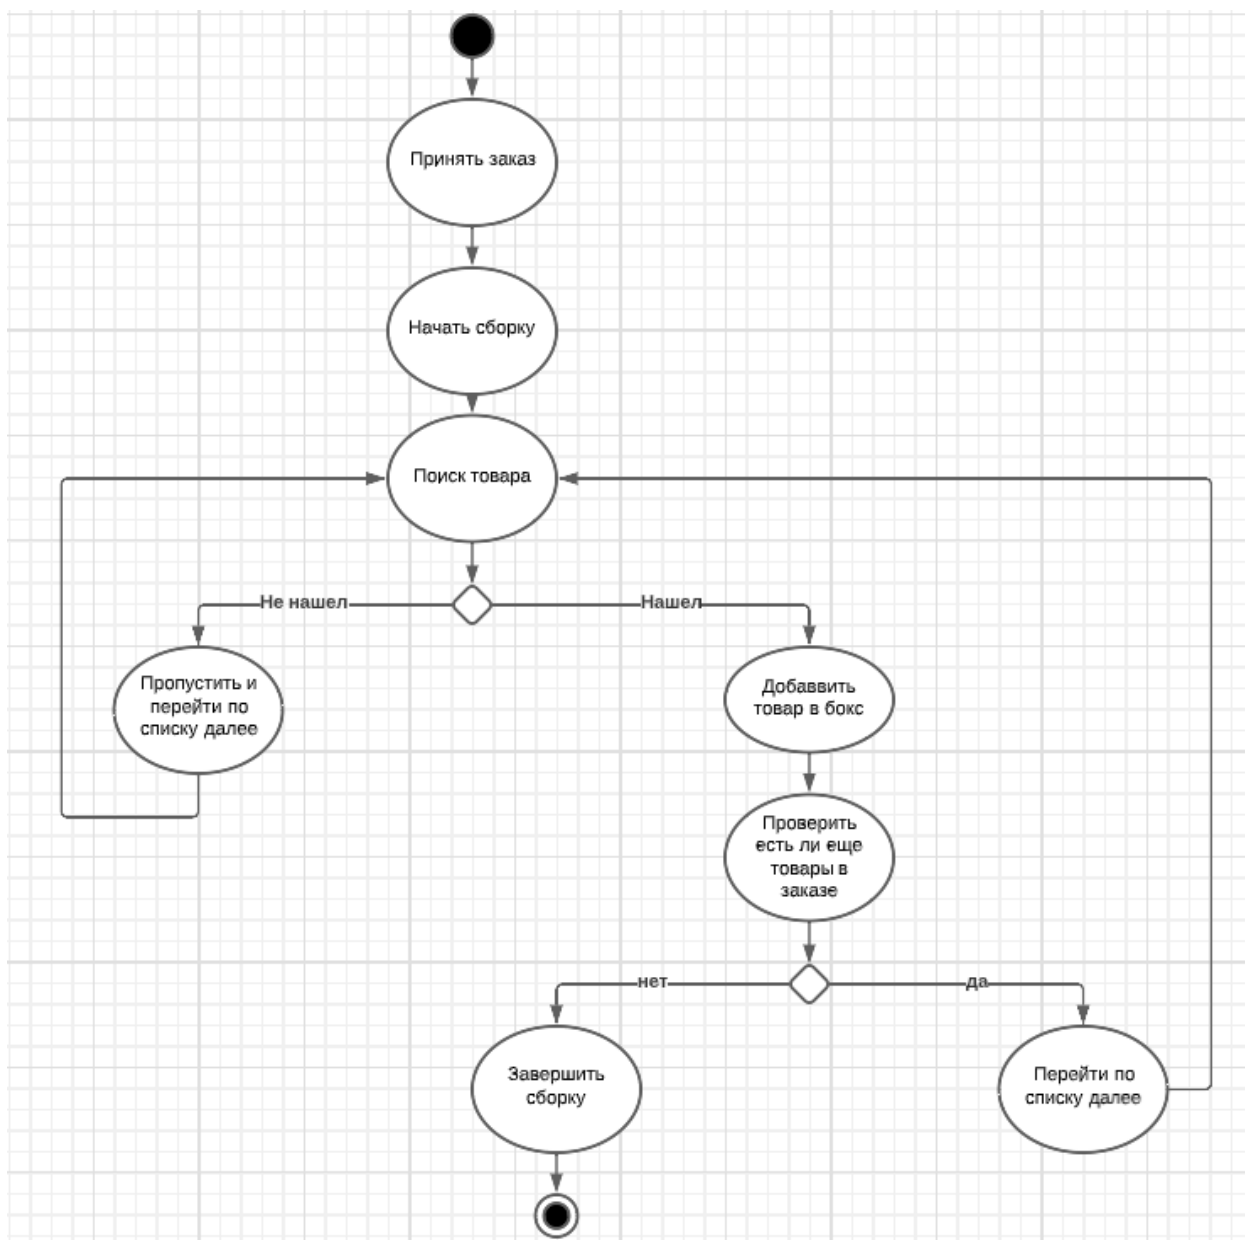 Принять заказ
Начать сборку
Поиск товара
Не нашел
Нашел
Пропустить и
перейти по
списку далее
Добаввить
товар в бокс
Проверить
есть ли еще
товары в
заказе
нет
да
Завершить
сборку
Перейти по
списку далее